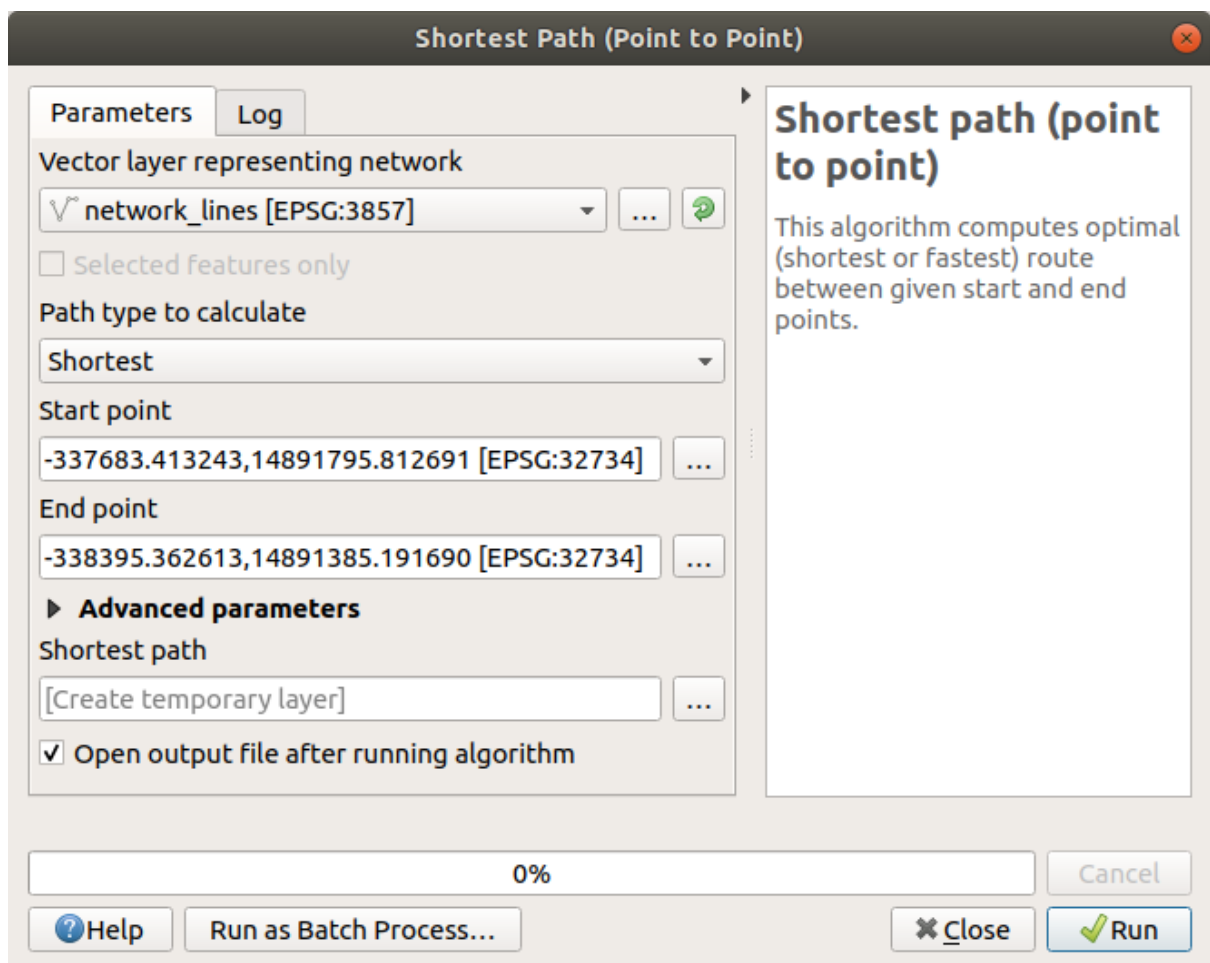 Shortest Path (Point to Point)
Parameters
Log
Vector layer representing network
network_lines [EPSG:3857]
...
Selected features only
Path type to calculate
Shortest
Start point
-337683.413243,14891795.812691 [EPSG:32734]
...
End point
-338395.362613,14891385.191690 [EPSG:32734]
...
Advanced parameters
Shortest path
[Create temporary layer]
...
Open output file after running algorithm
Shortest path (point
to point)
This algorithm computes optimal
(shortest or fastest) route
between given start and end
points.
0%
Cancel
Help
Run as Batch Process...
Close
Run